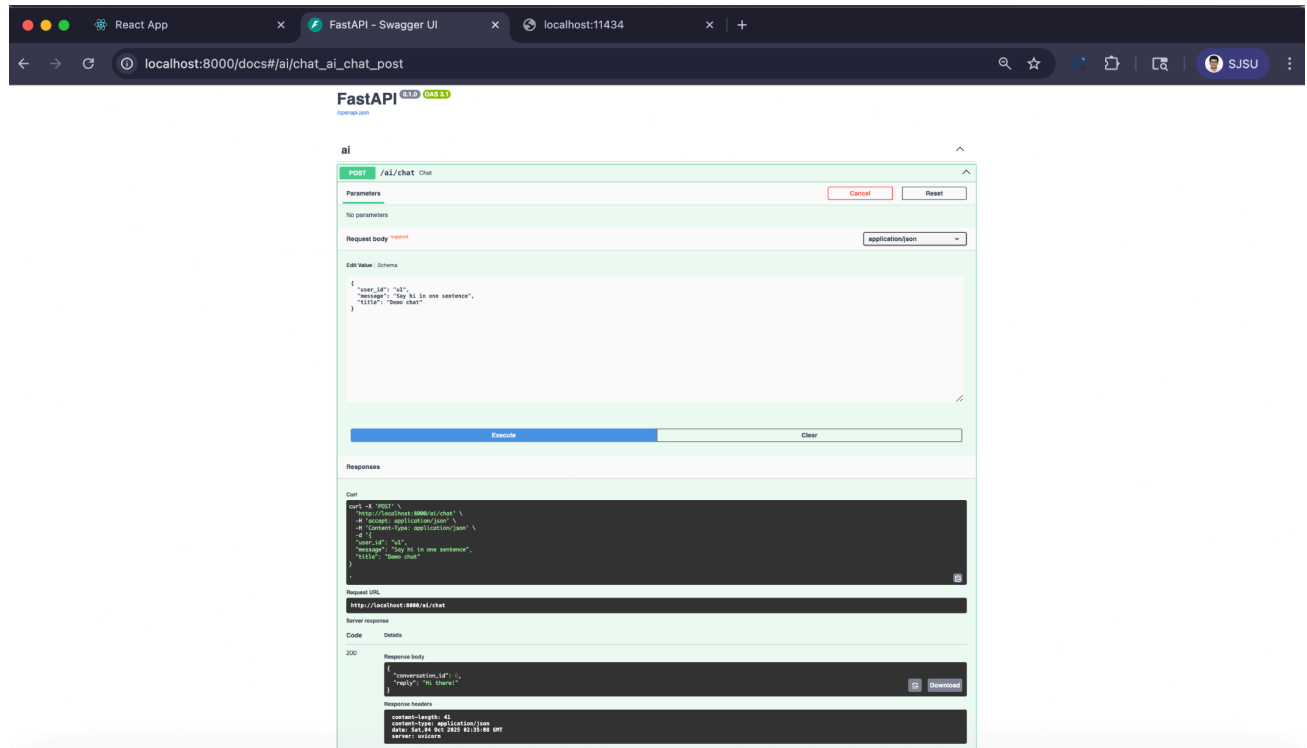 React App
FastAPI - Swagger UI
localhost:11434
localhost:8000/docs#/ai/chat_ai_chat_post
SJSU
FastAPI 0.1.0 OAS 3.1
/openapi.json
ai
POST /ai/chat Chat
Parameters
Cancel
Reset
No parameters
Request body required
application/json
Edit Value | Schema
{
"user_id": "u1",
"message": "Say hi in one sentence",
"title": "Demo chat"
}
Execute
Clear
Responses
Curl
curl -X 'POST' \
'http://localhost:8000/ai/chat' \
-H 'accept: application/json' \
-H 'Content-Type: application/json' \
-d '{
"user_id": "u1",
"message": "Say hi in one sentence",
"title": "Demo chat"
}
'
Request URL
http://localhost:8000/ai/chat
Server response
Code Details
200
Response body
{
"conversation_id": 6,
"reply": "Hi there!"
}
Download
Response headers
content-length: 41
content-type: application/json
date: Sat,04 Oct 2025 02:35:08 GMT
server: uvicorn